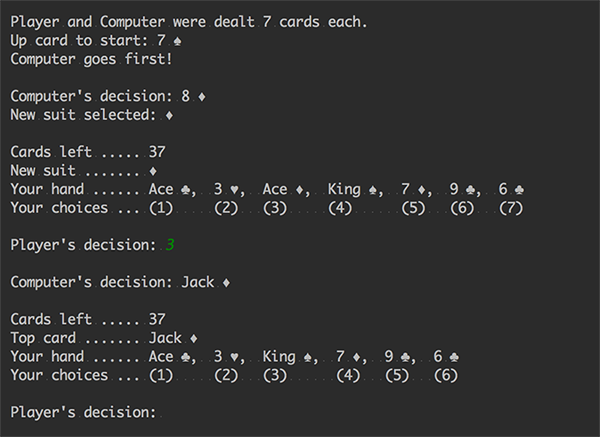 Player and Computer were dealt 7 cards each.
Up card to start: 7 ♠
Computer goes first!
Computer's decision: 8 ♦
New suit selected: ♦
Cards left ..... 37
New suit ....... ♦
Your hand ...... Ace ♣, 3 ♥, Ace ♦, King ♠, 7 ♦, 9 ♣, 6 ♣
Your choices ... (1) (2) (3) (4) (5) (6) (7)
Player's decision: 3
Computer's decision: Jack ♦
Cards left ..... 37
Top card ....... Jack ♦
Your hand ...... Ace ♣, 3 ♥, King ♠, 7 ♦, 9 ♣, 6 ♣
Your choices ... (1) (2) (3) (4) (5) (6)
Player's decision: